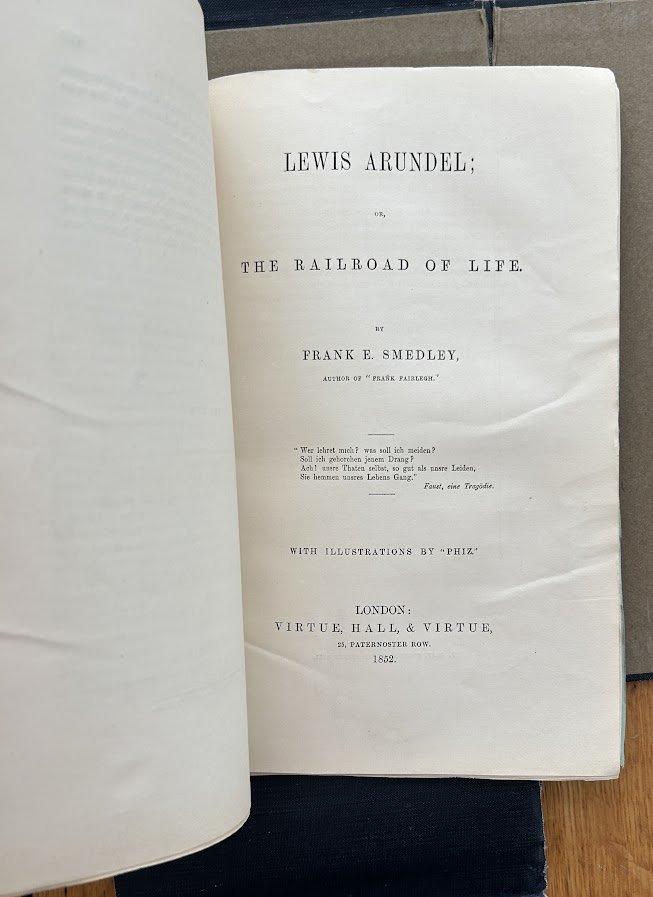 LEWIS ARUNDEL;
OR,
THE RAILROAD OF LIFE.
BY
FRANK E. SMEDLEY,
AUTHOR OF "FRANK FAIRLEGH."
"Wer lehret mich? was soll ich meiden?
Soll ich gehorchen jenem Drang?
Ach! unsre Thaten selbst, so gut als unsre Leiden,
Sie hemmen unsres Lebens Gang."
Faust, eine Tragödie.
WITH ILLUSTRATIONS BY "PHIZ."
LONDON:
VIRTUE, HALL, & VIRTUE,
25, PATERNOSTER ROW.
1852.